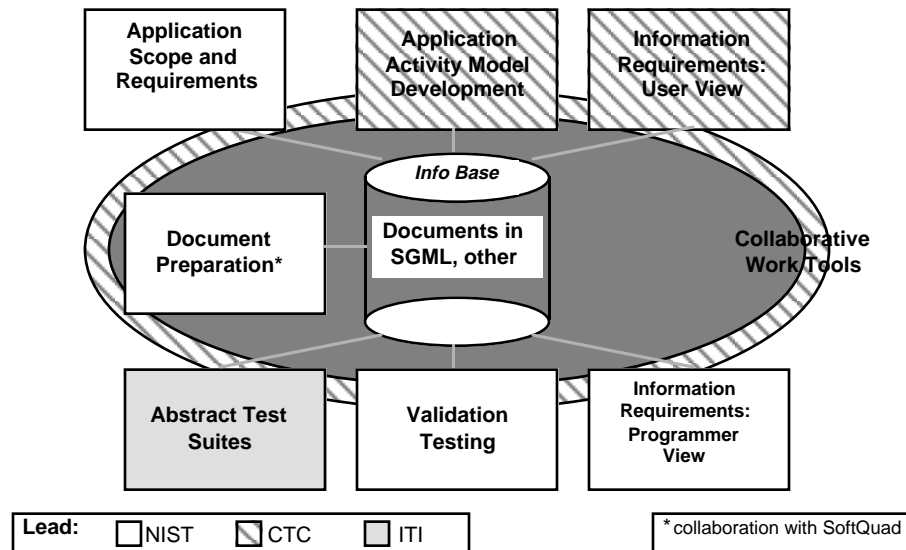 Application
Scope and
Requirements
Application
Activity Model
Development
Information
Requirements:
User View
Info Base
Documents in
SGML, other
Document
Preparation*
Collaborative
Work Tools
Abstract Test
Suites
Validation
Testing
Information
Requirements:
Programmer
View
Lead: NIST CTC ITI
* collaboration with SoftQuad